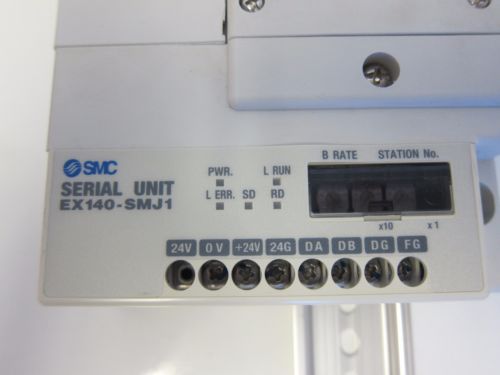 SMC
SERIAL UNIT
EX140-SMJ1
PWR. L RUN
L ERR. SD RD
B RATE STATION No.
x10 x1
24V 0V +24V 24G DA DB DG FG